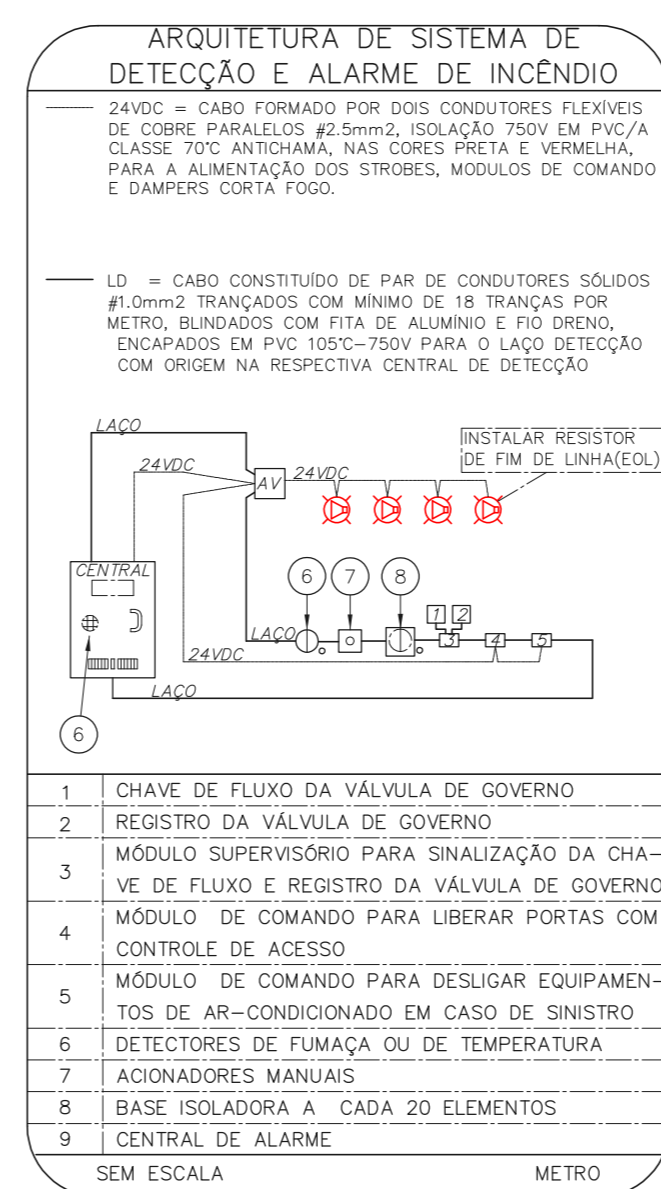 ARQUITETURA DE SISTEMA DE
DETECÇÃO E ALARME DE INCÊNDIO
24VDC = CABO FORMADO POR DOIS CONDUTORES FLEXÍVEIS
DE COBRE PARALELOS #2.5mm2, ISOLAÇÃO 750V EM PVC/A
CLASSE 70°C ANTICHAMA, NAS CORES PRETA E VERMELHA,
PARA A ALIMENTAÇÃO DOS STROBES, MODULOS DE COMANDO
E DAMPERS CORTA FOGO.
LD = CABO CONSTITUÍDO DE PAR DE CONDUTORES SÓLIDOS
#1.0mm2 TRANÇADOS COM MÍNIMO DE 18 TRANÇAS POR
METRO, BLINDADOS COM FITA DE ALUMÍNIO E FIO DRENO,
ENCAPADOS EM PVC 105°C-750V PARA O LAÇO DETECÇÃO
COM ORIGEM NA RESPECTIVA CENTRAL DE DETECÇÃO
LAÇO
INSTALAR RESISTOR
DE FIM DE LINHA(EOL)
24VDC
AV
24VDC
CENTRAL
6
7
8
1
2
LAÇO
3
4
5
24VDC
LAÇO
6
1 CHAVE DE FLUXO DA VÁLVULA DE GOVERNO
2 REGISTRO DA VÁLVULA DE GOVERNO
3 MÓDULO SUPERVISÓRIO PARA SINALIZAÇÃO DA CHA-
VE DE FLUXO E REGISTRO DA VÁLVULA DE GOVERNO
4 MÓDULO DE COMANDO PARA LIBERAR PORTAS COM
CONTROLE DE ACESSO
5 MÓDULO DE COMANDO PARA DESLIGAR EQUIPAMEN-
TOS DE AR-CONDICIONADO EM CASO DE SINISTRO
6 DETECTORES DE FUMAÇA OU DE TEMPERATURA
7 ACIONADORES MANUAIS
8 BASE ISOLADORA A CADA 20 ELEMENTOS
9 CENTRAL DE ALARME
SEM ESCALA METRO